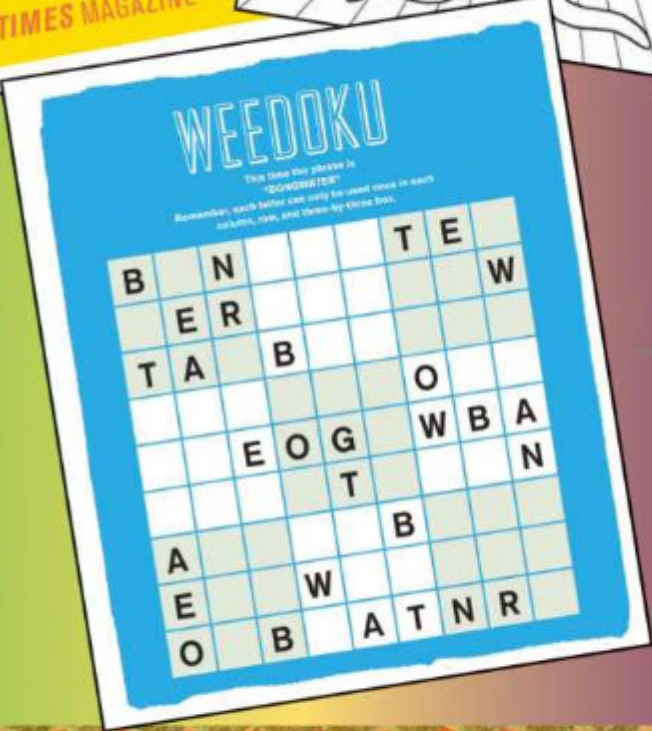 TIMES MAGAZINE
WEEDOKU
This time the phrase is
"BONGWATER"
Remember, each letter can only be used once in each
column, row, and three-by-three box.
B N T E
E R W
T A B
O
E O G W B A
T N
A B
E W
O B A T N R